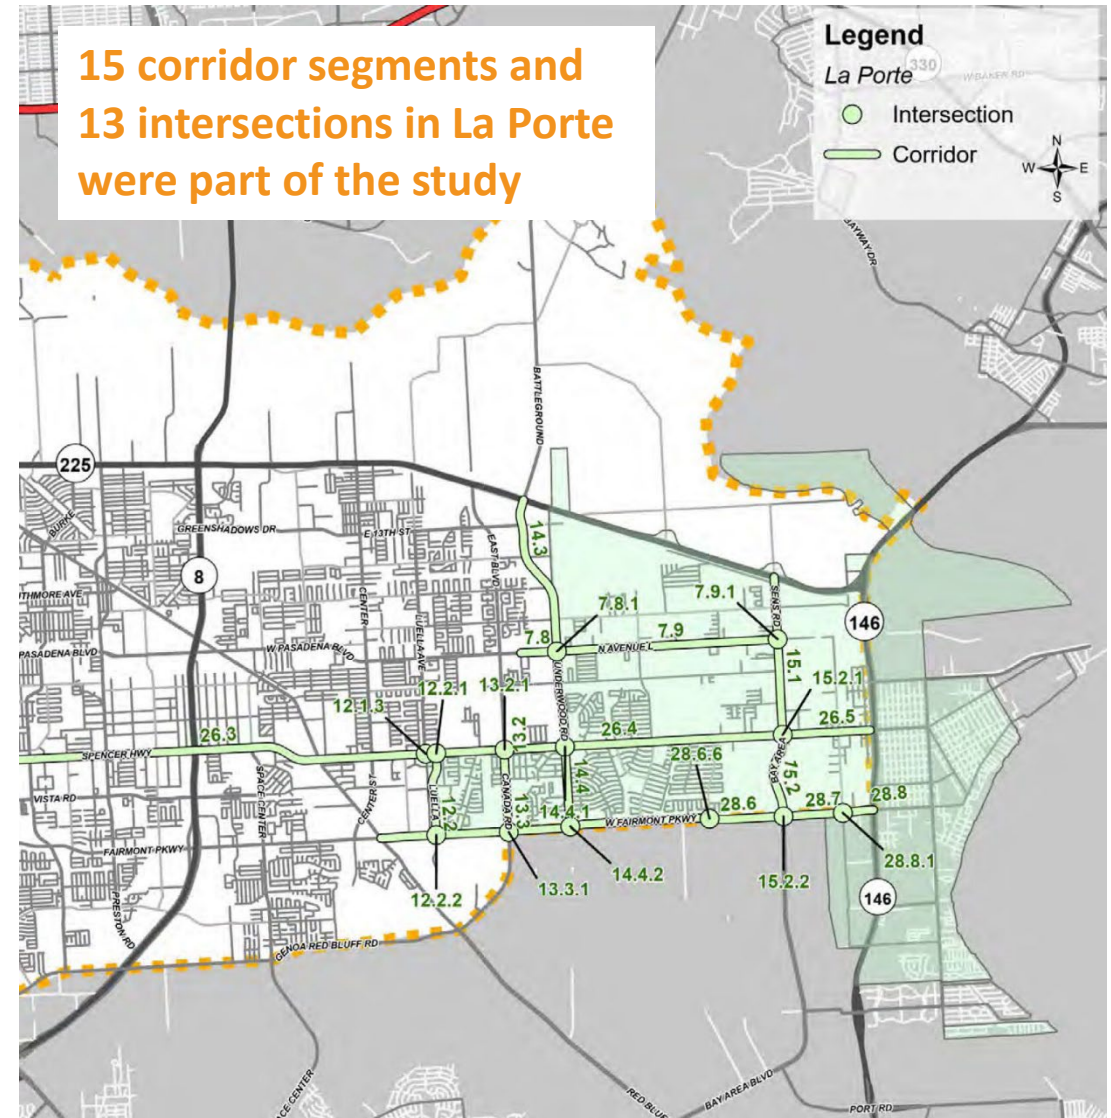 15 corridor segments and
13 intersections in La Porte
were part of the study
Legend
La Porte
330
W BAKER RD
Intersection
Corridor
N
W E
S
BAYWAY DR
BATTLEGROUND
225
BURKE
GREENSHADOWS DR
E 13TH ST
EAST BLVD
14.3
8
THMORE AVE
CENTER
LUELLA AVE
7.8.1
7.9.1
SENS RD
146
PASADENA BLVD
W PASADENA BLVD
7.8
N AVENUE L
7.9
UNDERWOOD RD
15.1
12.1.3
12.2.1
13.2.1
15.2.1
13.2
26.3
26.4
26.5
SPENCER HWY
28.6.6
BAY AREA
15.2
VISTA RD
SPACE CENTER
CENTER ST
LUELLA
12.2
CANADA RD
13.3
14.4
14.4.1
28.6
28.7
28.8
W FAIRMONT PKWY
FAIRMONT PKWY
28.8.1
14.4.2
15.2.2
13.3.1
12.2.2
146
PRESTON RD
GENOA RED BLUFF RD
ACE CENTER
RED BLUF
BAY AREA BLVD
PORT RD